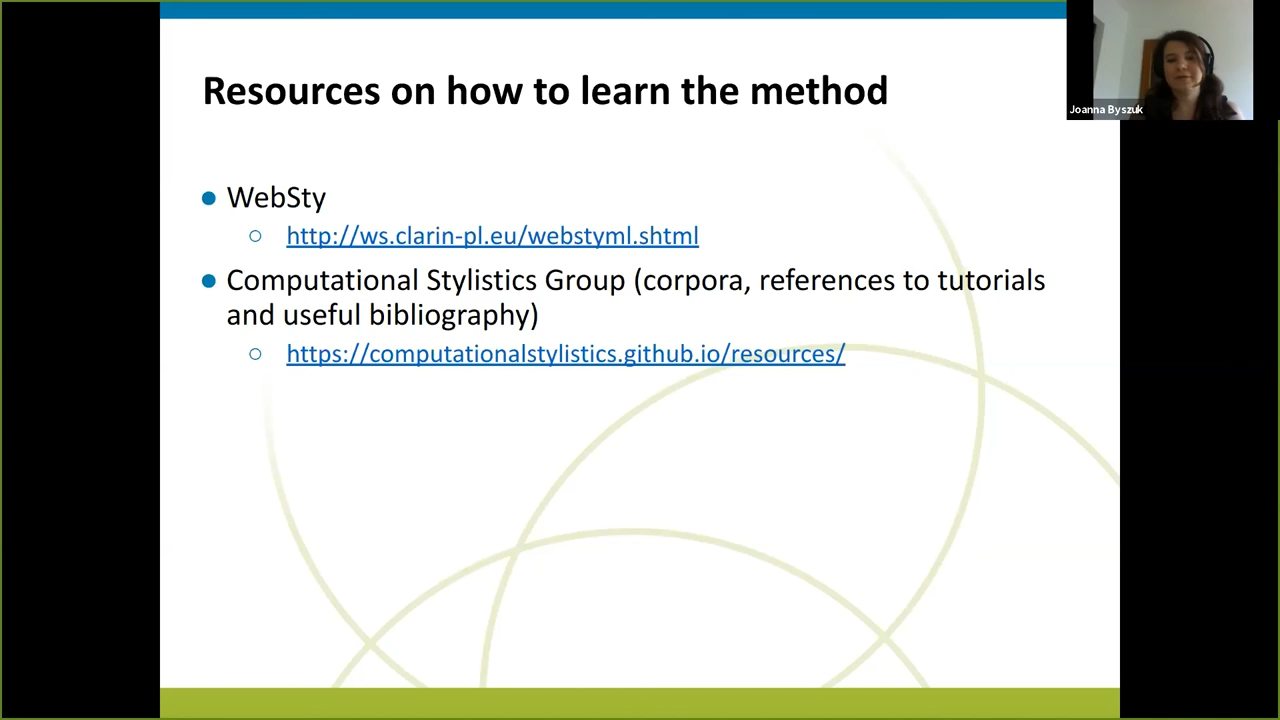 Resources on how to learn the method
Joanna Byszuk
● WebSty
○ http://ws.clarin-pl.eu/webstyml.shtml
● Computational Stylistics Group (corpora, references to tutorials
and useful bibliography)
○ https://computationalstylistics.github.io/resources/